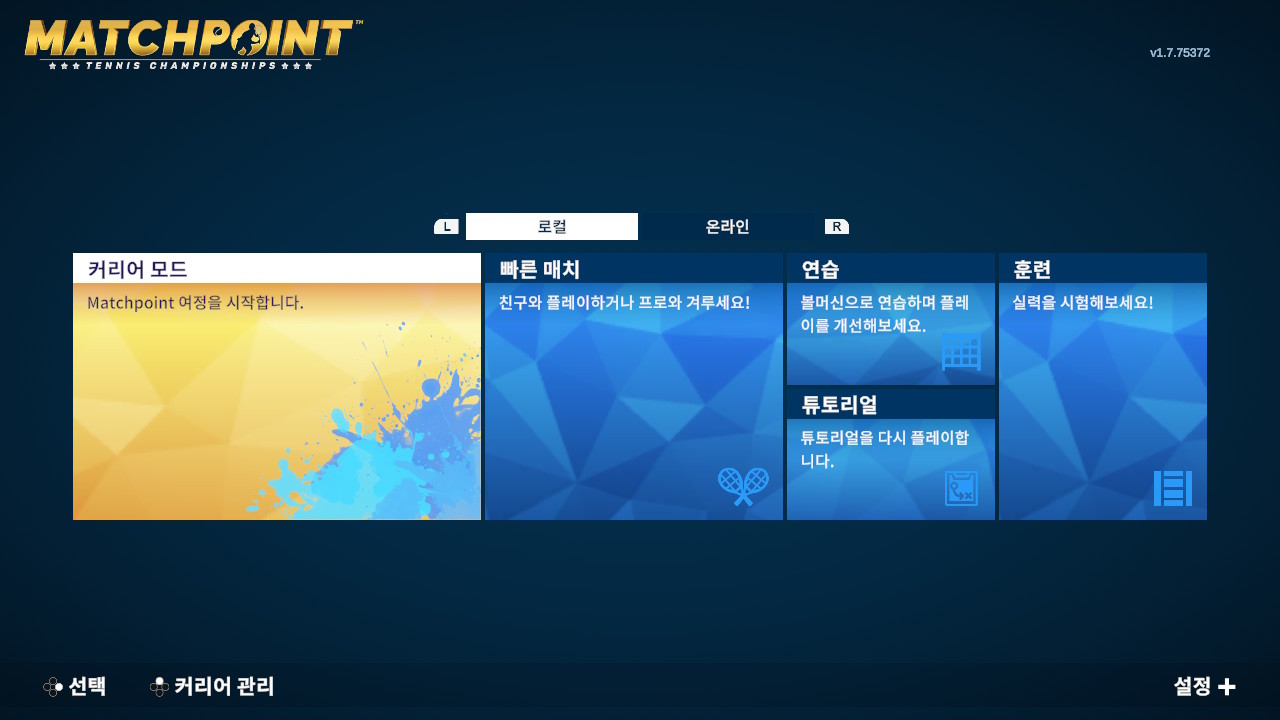 MATCHPOINT™
TENNIS CHAMPIONSHIPS
v1.7.75372
L
로컬
온라인
R
커리어 모드
Matchpoint 여정을 시작합니다.
빠른 매치
친구와 플레이하거나 프로와 겨루세요!
연습
볼머신으로 연습하며 플레
이를 개선해보세요.
튜토리얼
튜토리얼을 다시 플레이합
니다.
훈련
실력을 시험해보세요!
선택
커리어 관리
설정